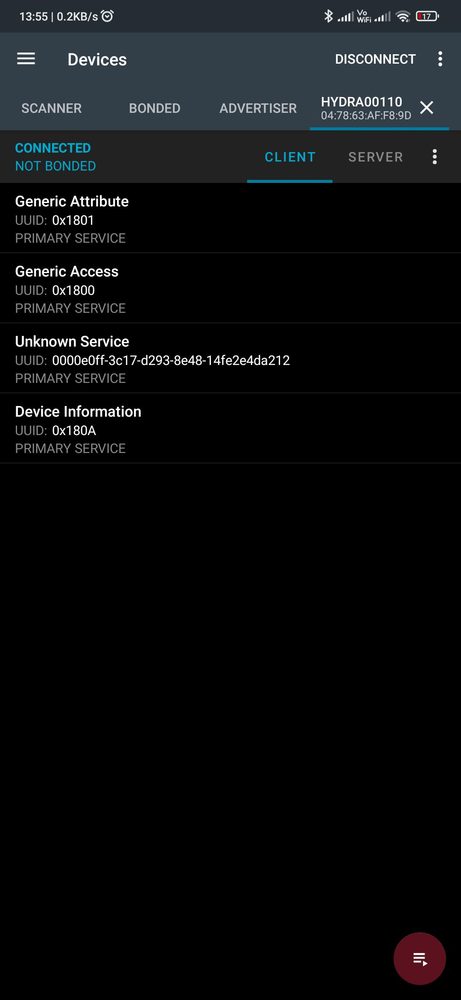 13:55 | 0.2KB/s
Vo
WiFi
17
Devices
DISCONNECT
SCANNER
BONDED
ADVERTISER
HYDRA00110
04:78:63:AF:F8:9D
CONNECTED
NOT BONDED
CLIENT
SERVER
Generic Attribute
UUID: 0x1801
PRIMARY SERVICE
Generic Access
UUID: 0x1800
PRIMARY SERVICE
Unknown Service
UUID: 0000e0ff-3c17-d293-8e48-14fe2e4da212
PRIMARY SERVICE
Device Information
UUID: 0x180A
PRIMARY SERVICE